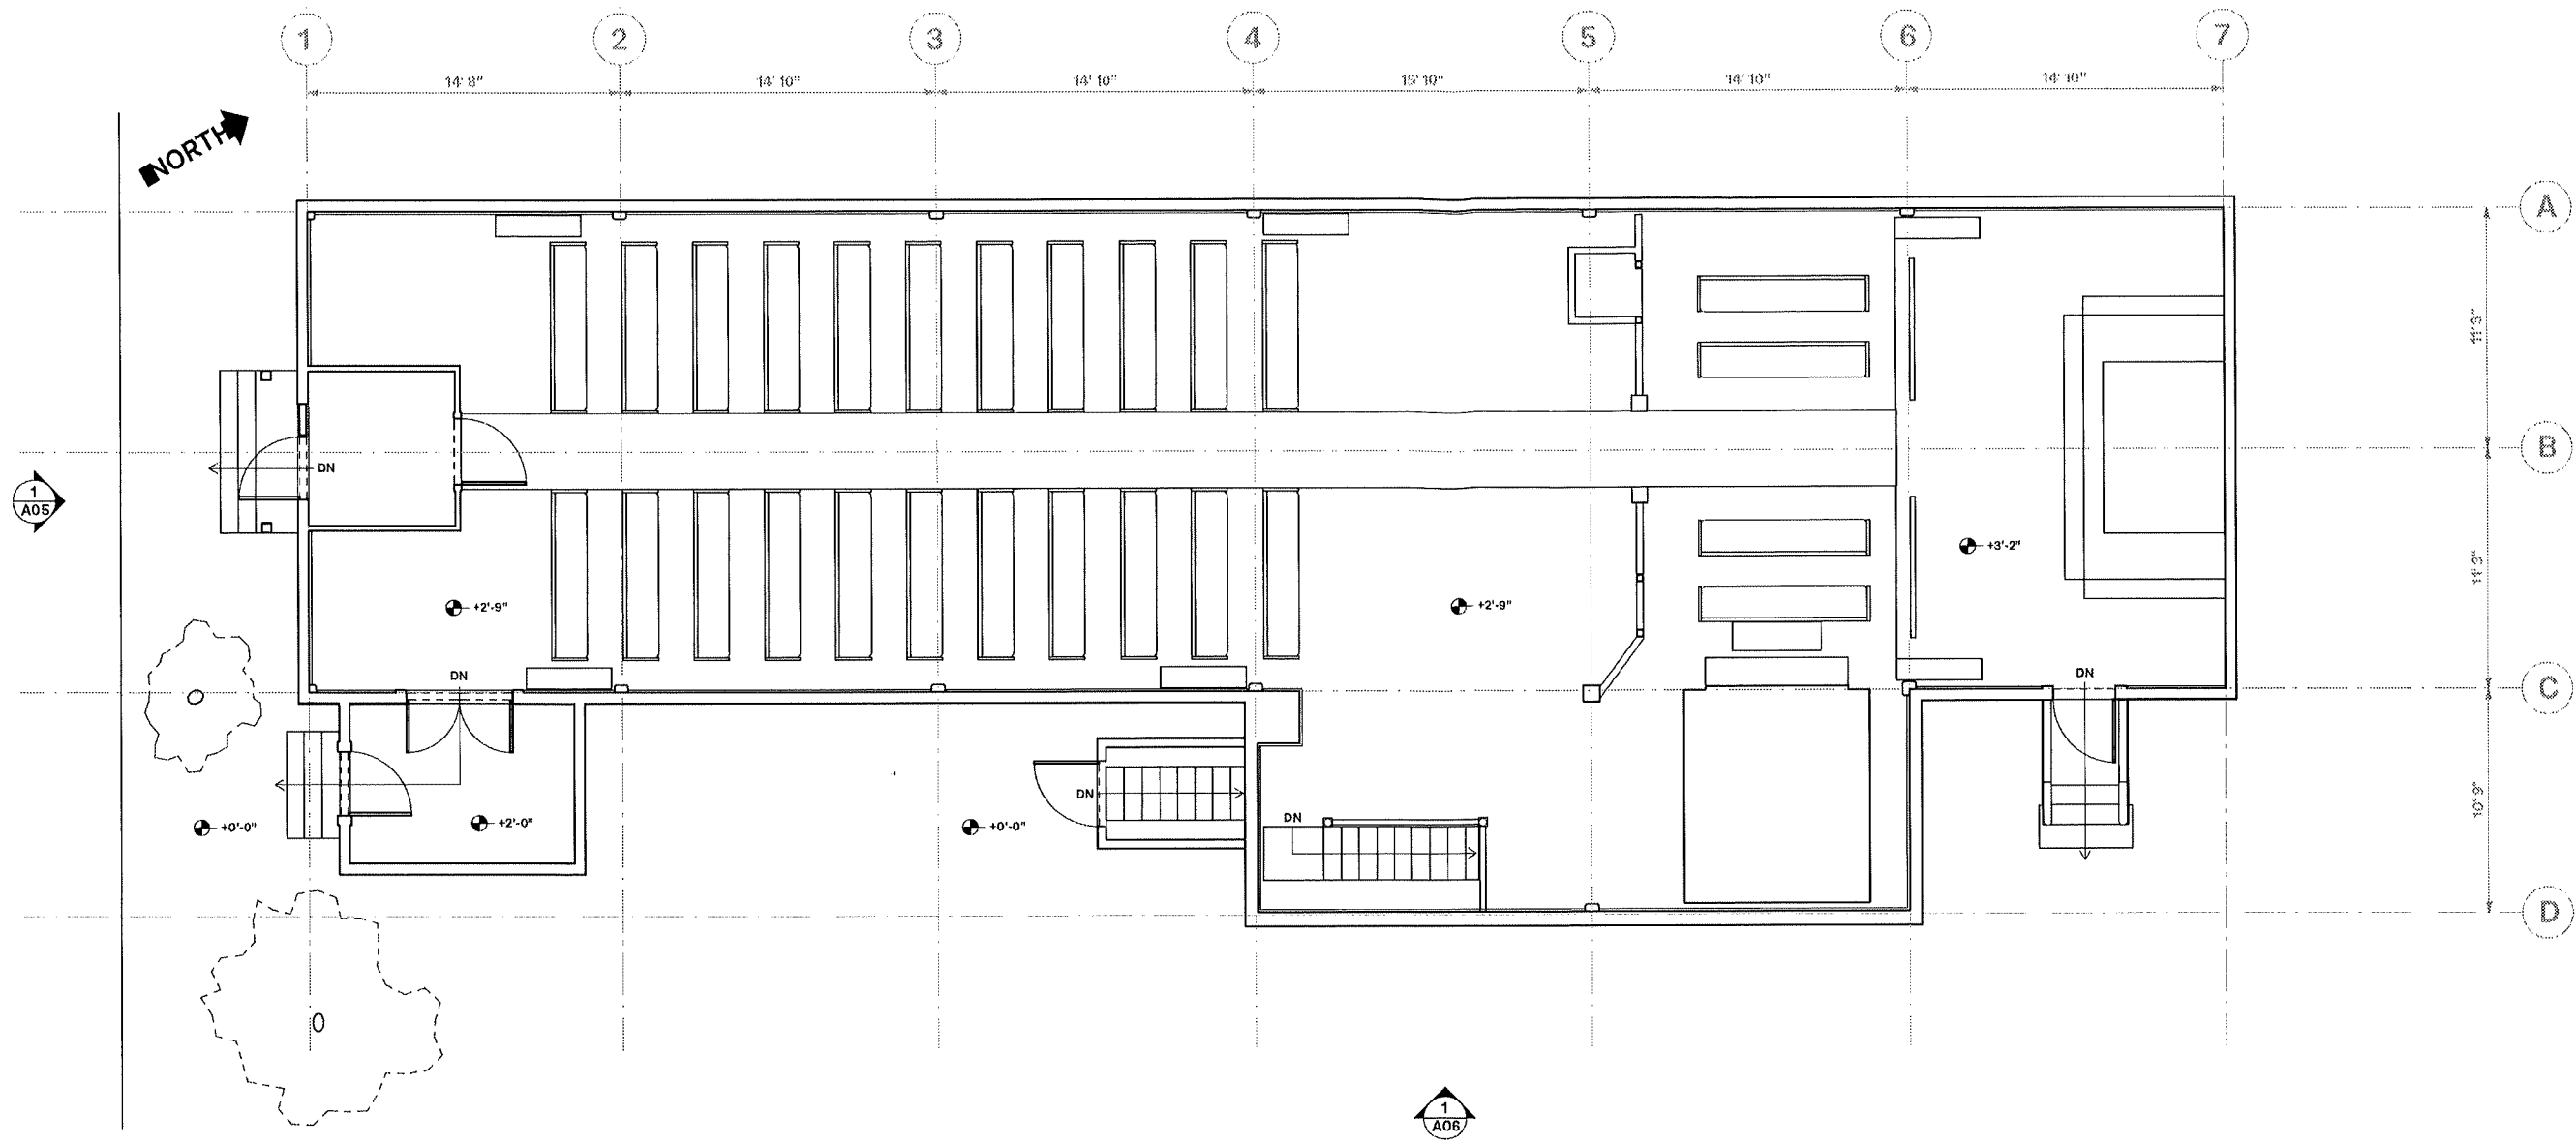 1 2 3 4 5 6 7
14' 8" 14' 10" 14' 10" 15' 10" 14' 10" 14' 10"
NORTH
A
11' 3"
DN
B
1
A05
11' 3"
+3'-2"
+2'-9" +2'-9"
DN DN
C
DN
10' 9"
DN
+0'-0" +2'-0" +0'-0"
D
1
A06